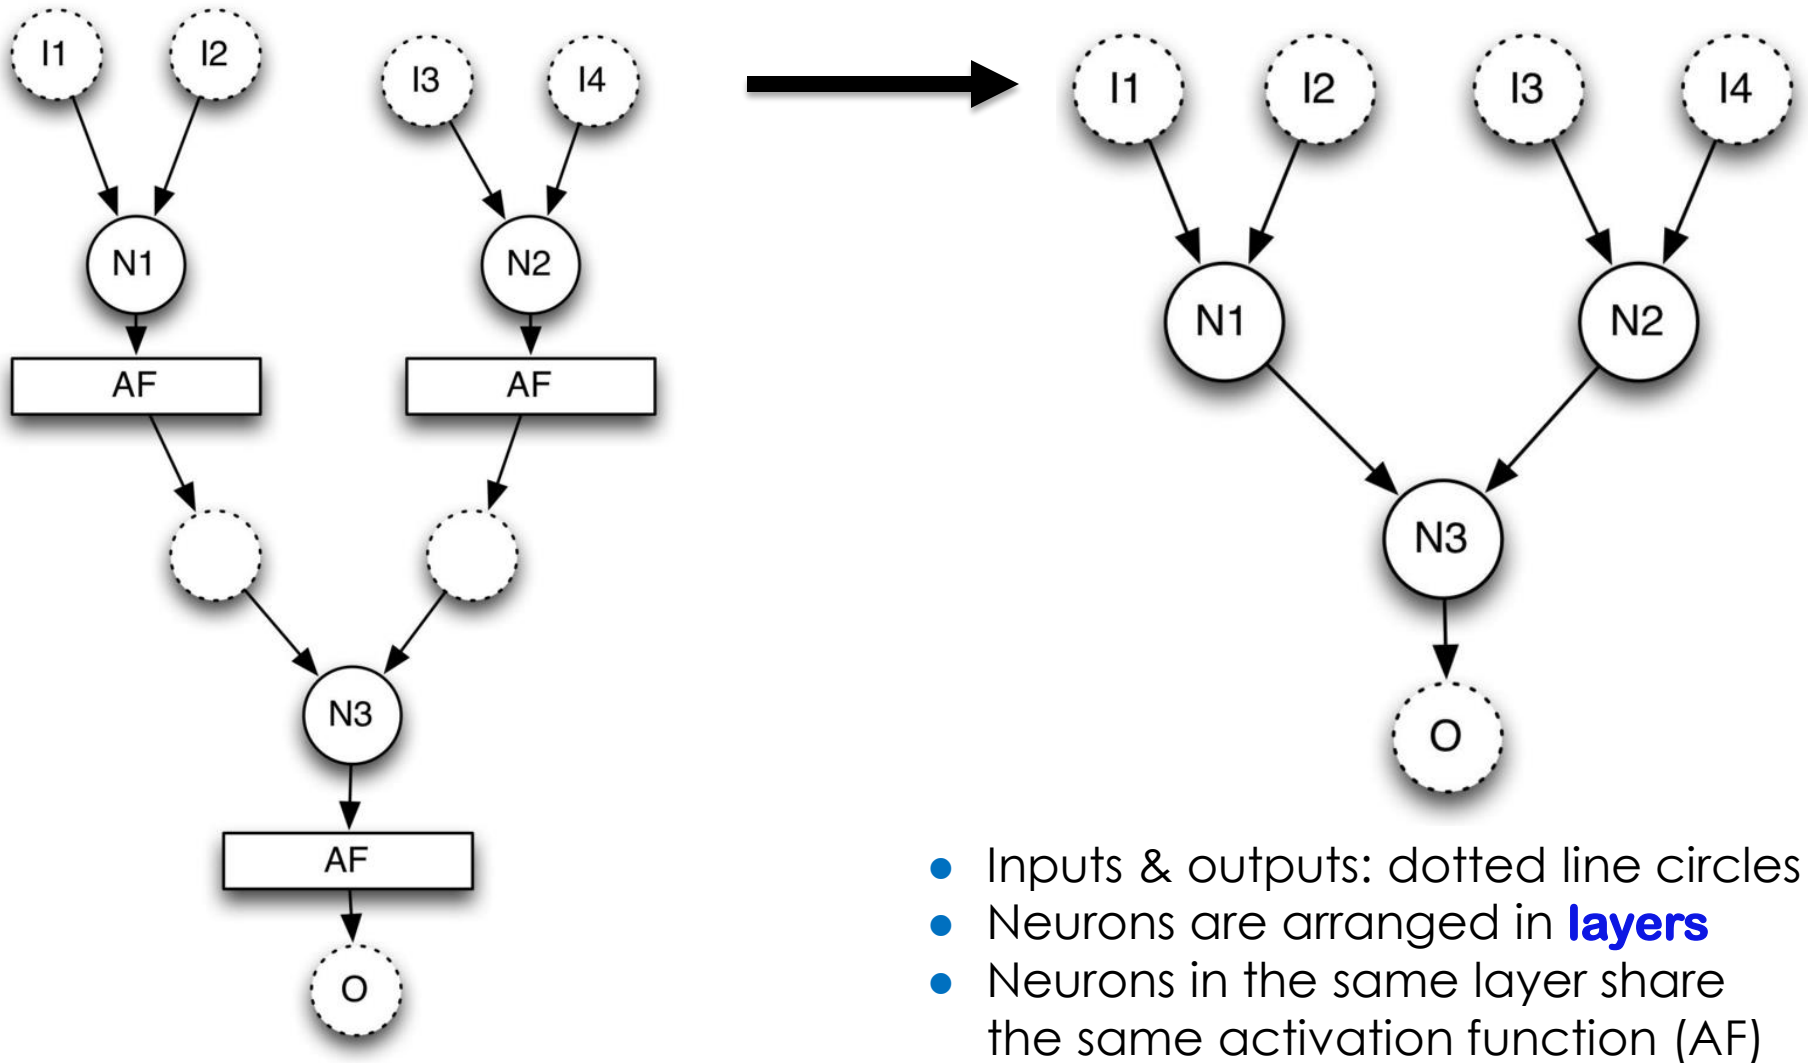 I1
I2
I3
I4
N1
N2
AF
AF
N3
AF
O
I1
I2
I3
I4
N1
N2
N3
O
● Inputs & outputs: dotted line circles
● Neurons are arranged in layers
● Neurons in the same layer share
the same activation function (AF)